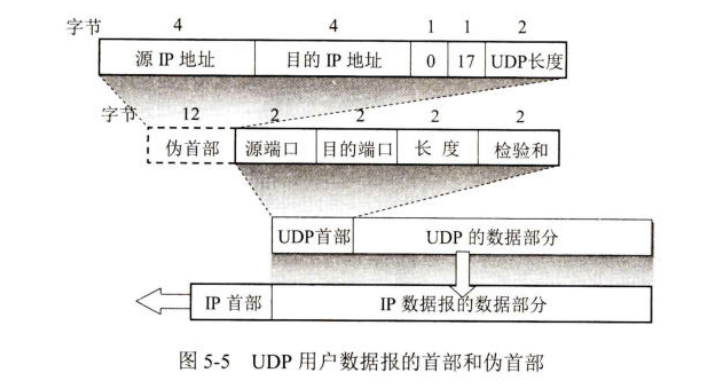 字节 4 4 1 1 2
源 IP 地址 目的 IP 地址 0 17 UDP长度
字节 12 2 2 2 2
伪首部 源端口 目的端口 长 度 检验和
UDP首部 UDP 的数据部分
IP 首部 IP 数据报的数据部分
图 5-5 UDP 用户数据报的首部和伪首部